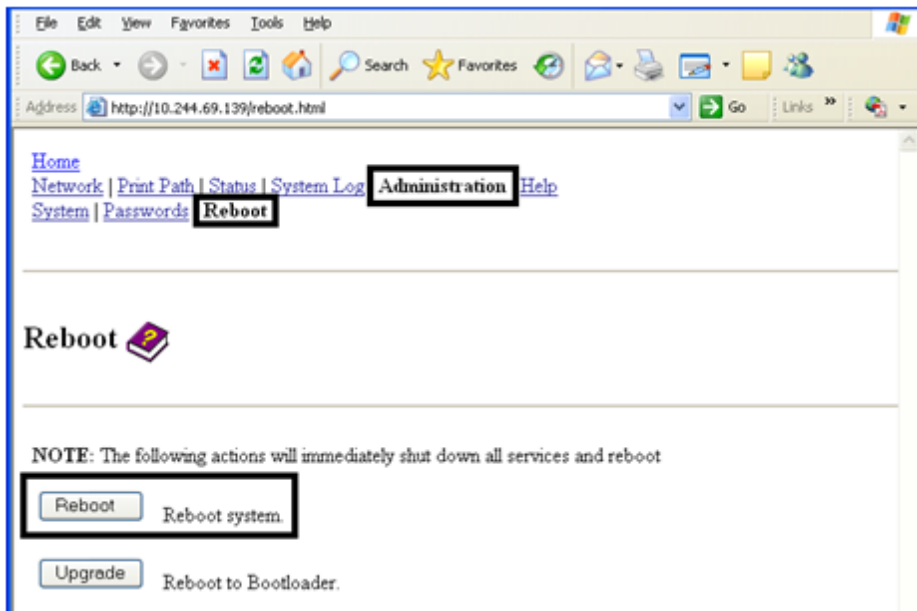 File Edit View Favorites Tools Help
Back Search Favorites
Address http://10.244.69.139/reboot.html Go Links »
Home
Network | Print Path | Status | System Log Administration Help
System | Passwords Reboot
Reboot ?
NOTE: The following actions will immediately shut down all services and reboot
Reboot Reboot system.
Upgrade Reboot to Bootloader.